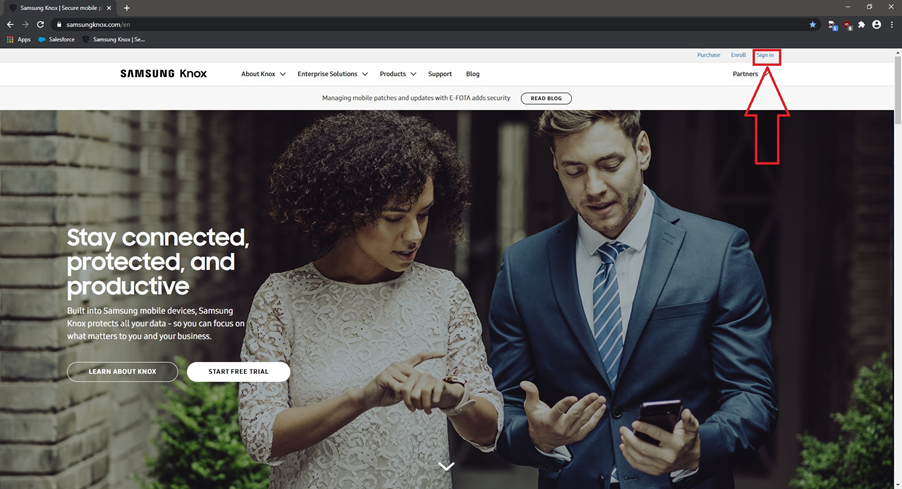 Samsung Knox | Secure mobile p
samsungknox.com/en
Apps Salesforce Samsung Knox | Se...
Purchase Enroll Sign in
SAMSUNG Knox About Knox Enterprise Solutions Products Support Blog Partners
Managing mobile patches and updates with E-FOTA adds security READ BLOG
Stay connected,
protected, and
productive
Built into Samsung mobile devices, Samsung
Knox protects all your data - so you can focus on
what matters to you and your business.
LEARN ABOUT KNOX START FREE TRIAL